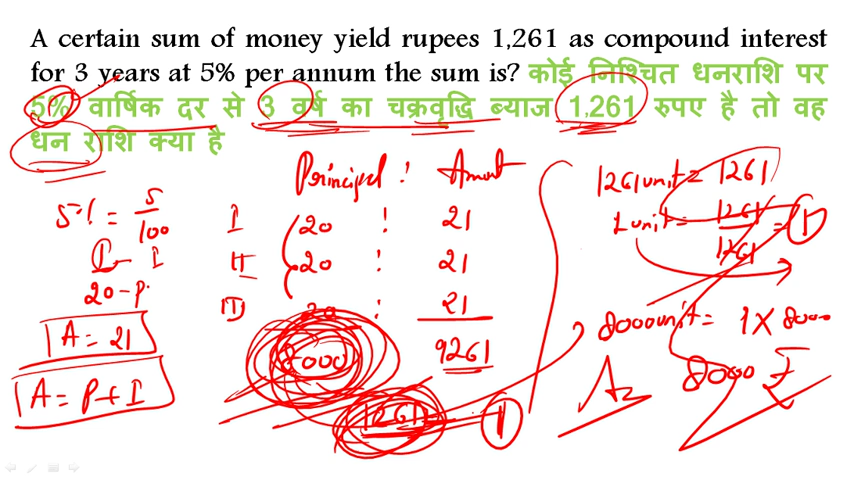 A certain sum of money yield rupees 1,261 as compound interest
for 3 years at 5% per annum the sum is? कोई निश्चित धनराशि पर
5% वार्षिक दर से 3 वर्ष का चक्रवृद्धि ब्याज 1,261 रुपए है तो वह
धन राशि क्या है
Principal : Amount
5% = 5/100
I 20 : 21
II 20 : 21
III 20 : 21
8000 9261
1261
1
I - 1
20 - P.
A = 21
A = P + I
1261 unit = 1261
1 unit = 1261/1261 = 1
8000 unit = 1 X 8000
8000 ₹